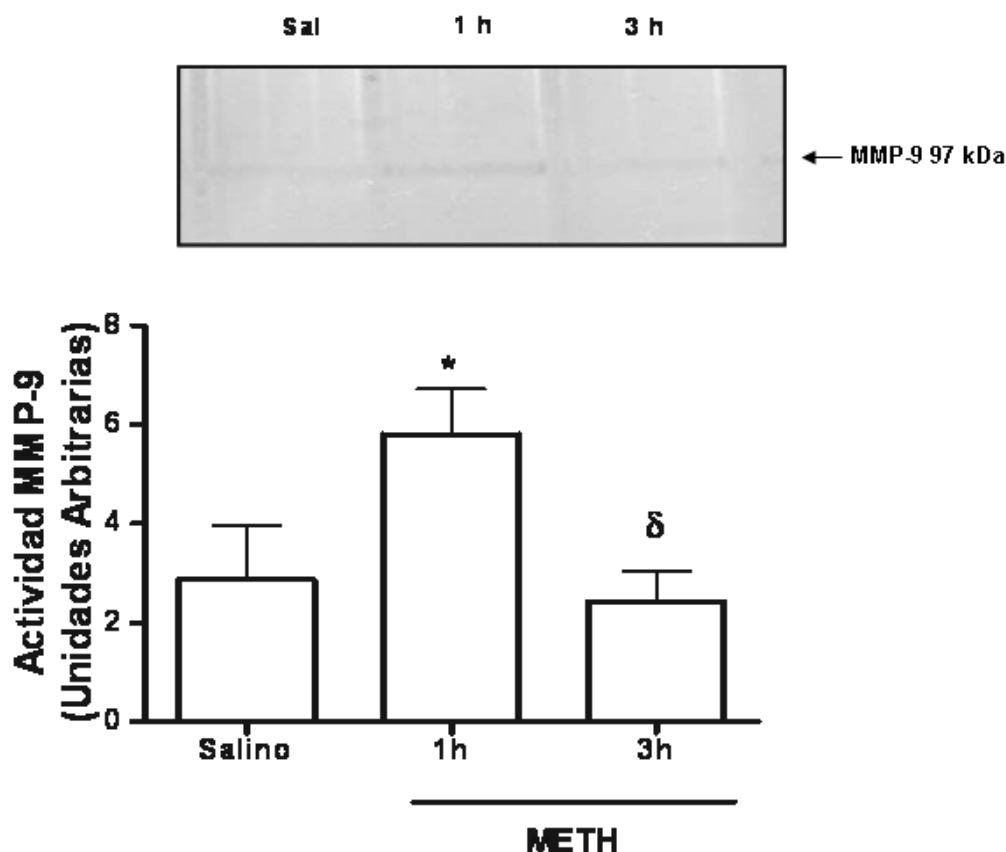 Sal 1 h 3 h
MMP-9 97 kDa
Actividad MMP-9
(Unidades Arbitrarias)
8
6
4
2
0
*
δ
Salino 1h 3h
METH